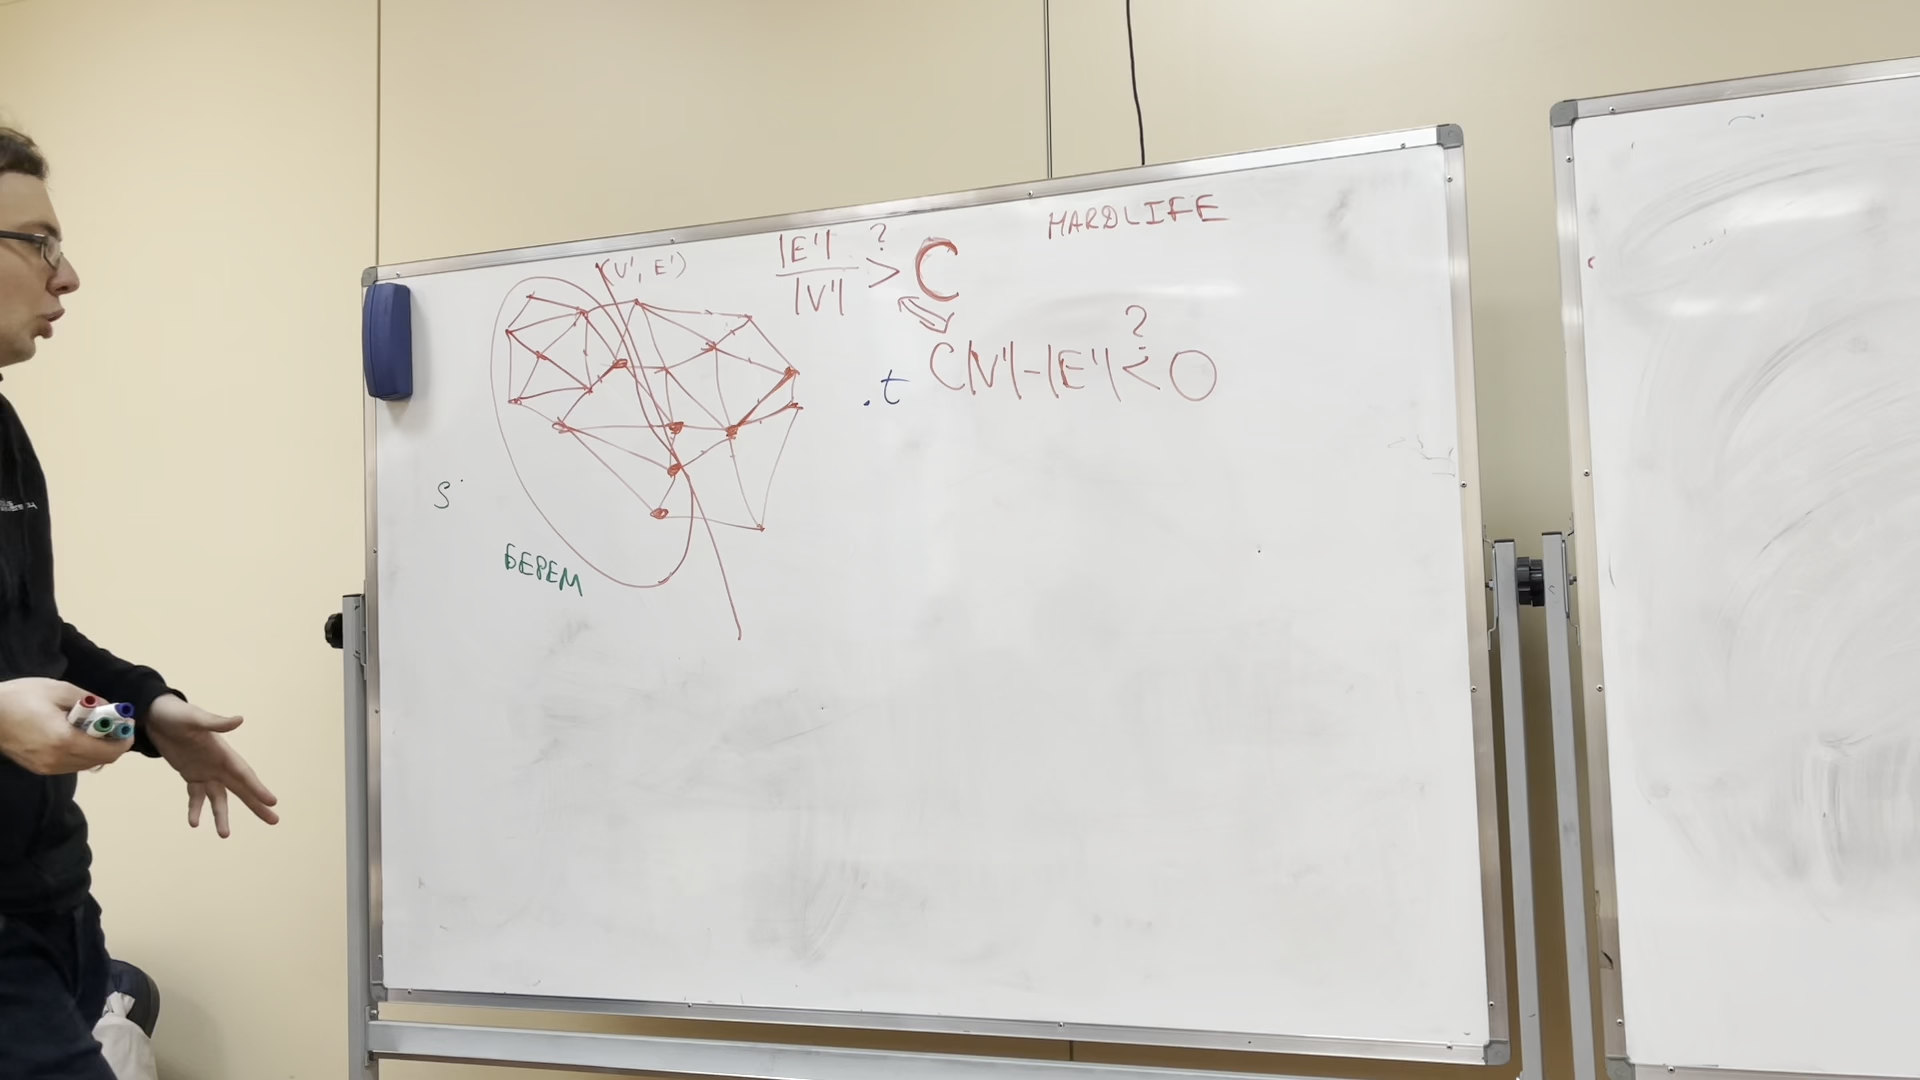 HARDLIFE
(V', E')
|E'| / |V'| >? C
C|V'| - |E'| <? 0
.t
S.
БЕРЕМ